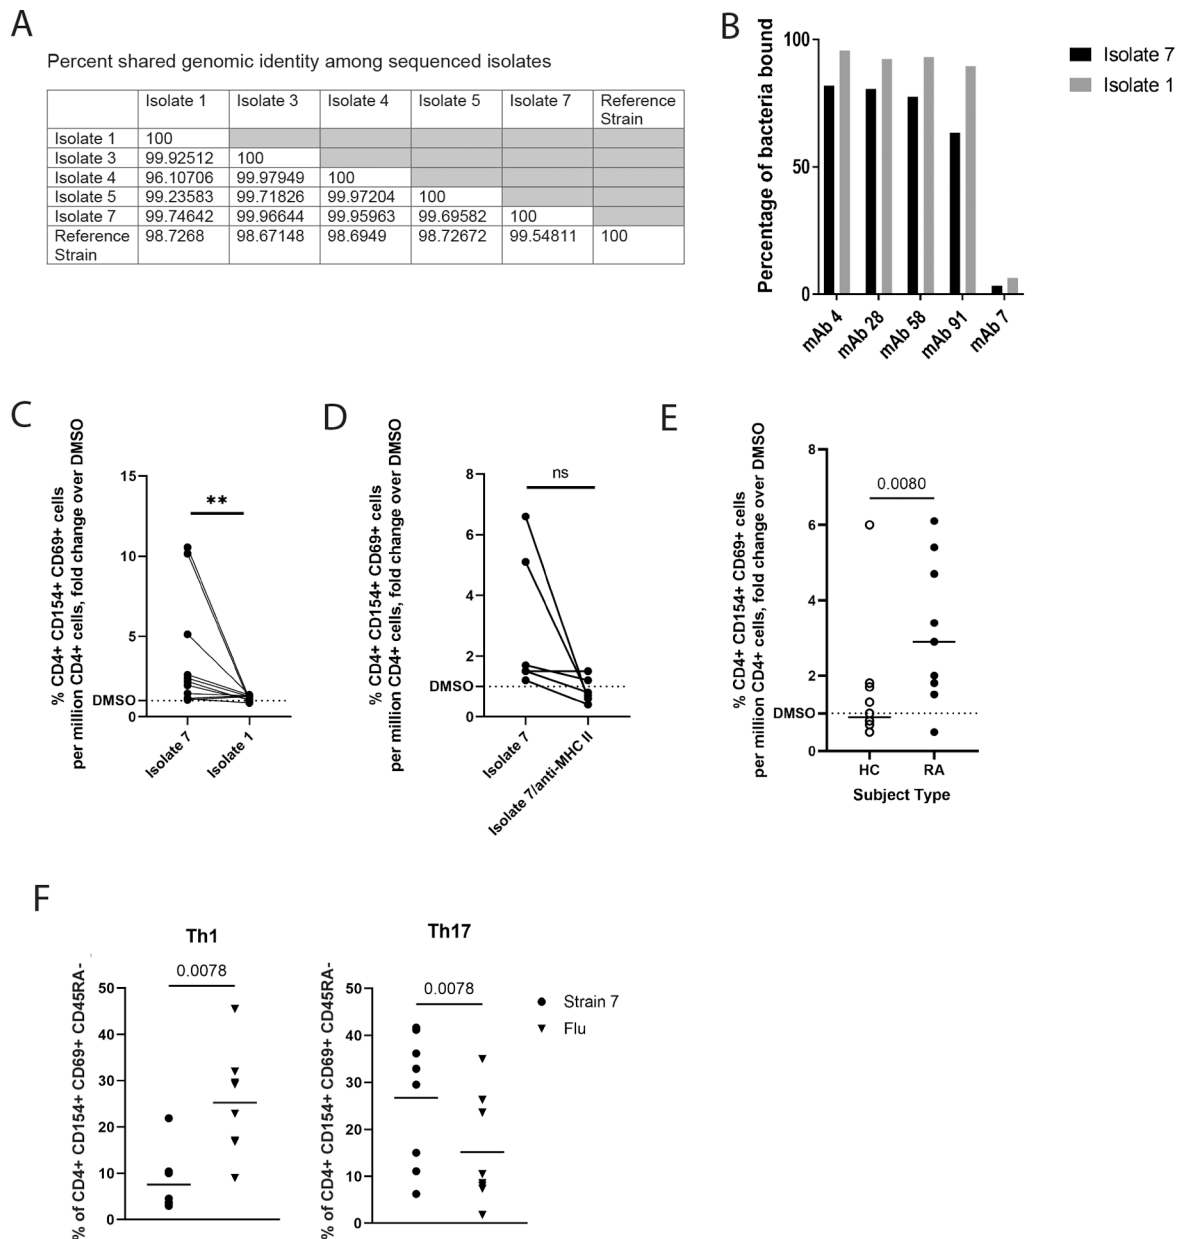 A
Percent shared genomic identity among sequenced isolates
Isolate 1 Isolate 3 Isolate 4 Isolate 5 Isolate 7 Reference
Strain
Isolate 1 100
Isolate 3 99.92512 100
Isolate 4 96.10706 99.97949 100
Isolate 5 99.23583 99.71826 99.97204 100
Isolate 7 99.74642 99.96644 99.95963 99.69582 100
Reference 98.7268 98.67148 98.6949 98.72672 99.54811 100
Strain
B
Percentage of bacteria bound
100
50
0
mAb 4
mAb 28
mAb 58
mAb 91
mAb 7
Isolate 7
Isolate 1
C
% CD4+ CD154+ CD69+ cells
per million CD4+ cells, fold change over DMSO
15
10
5
DMSO
0
**
Isolate 7
Isolate 1
D
% CD4+ CD154+ CD69+ cells
per million CD4+ cells, fold change over DMSO
8
6
4
2
DMSO
0
ns
Isolate 7
Isolate 7/anti-MHC II
E
% CD4+ CD154+ CD69+ cells
per million CD4+ cells, fold change over DMSO
8
6
4
2
DMSO
0
0.0080
HC
RA
Subject Type
F
Th1
% of CD4+ CD154+ CD69+ CD45RA-
50
40
30
20
10
0
0.0078
Th17
% of CD4+ CD154+ CD69+ CD45RA-
50
40
30
20
10
0
0.0078
Strain 7
Flu